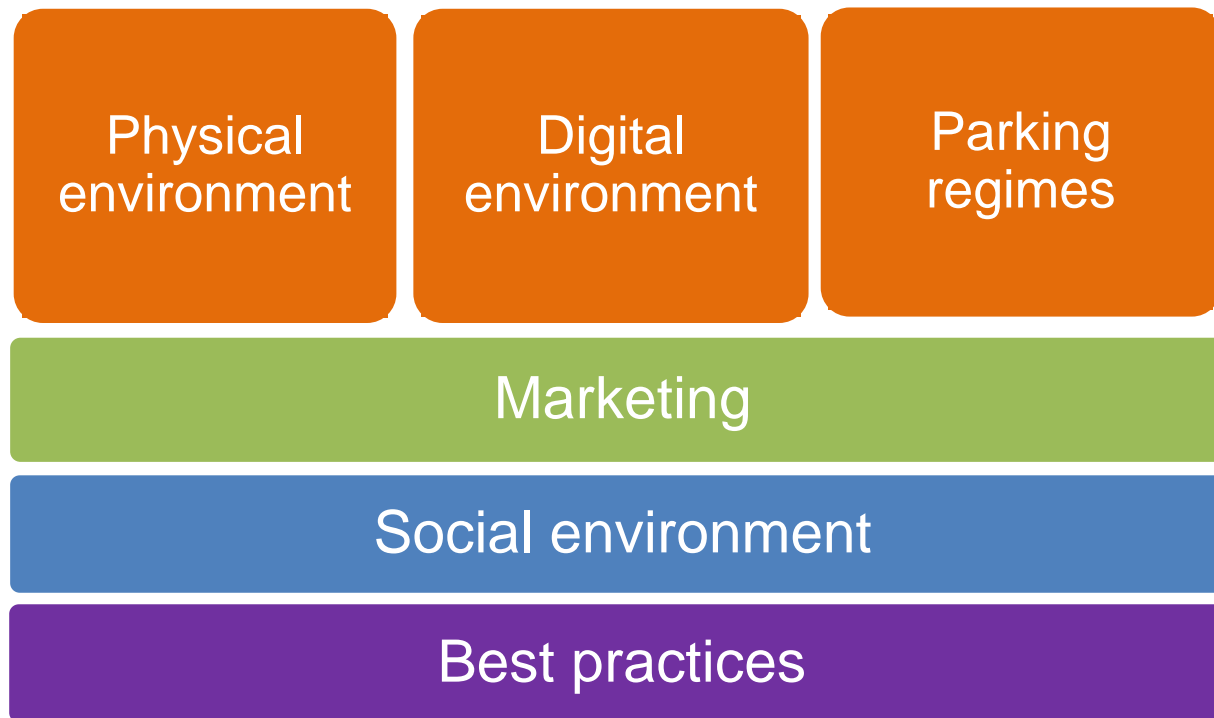 Physical
environment
Digital
environment
Parking
regimes
Marketing
Social environment
Best practices